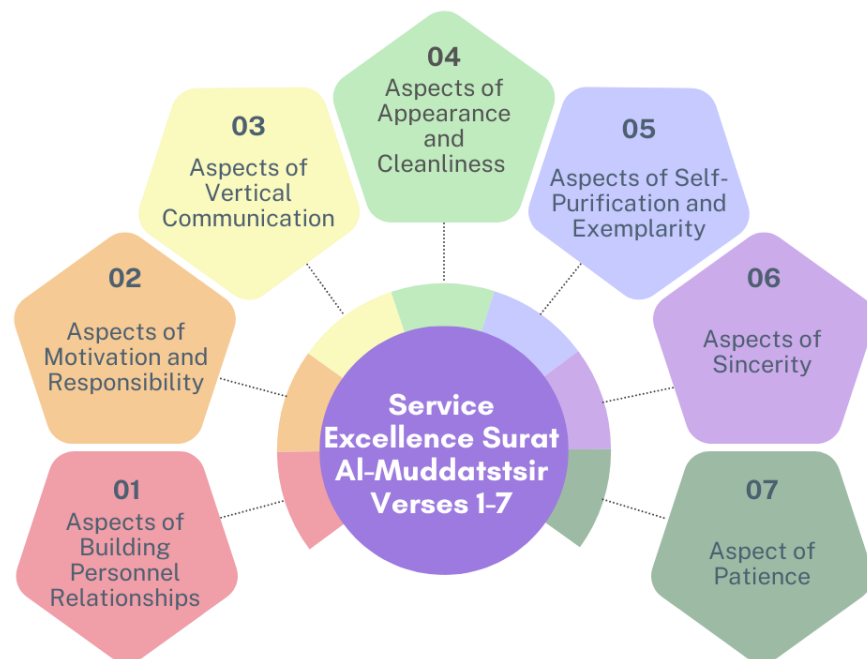 04
Aspects of
Appearance
and
Cleanliness
03
Aspects of
Vertical
Communication
05
Aspects of Self-
Purification and
Exemplarity
02
Aspects of
Motivation and
Responsibility
06
Aspects of
Sincerity
Service
Excellence Surat
Al-Muddatstsir
Verses 1-7
01
Aspects of
Building
Personnel
Relationships
07
Aspect of
Patience